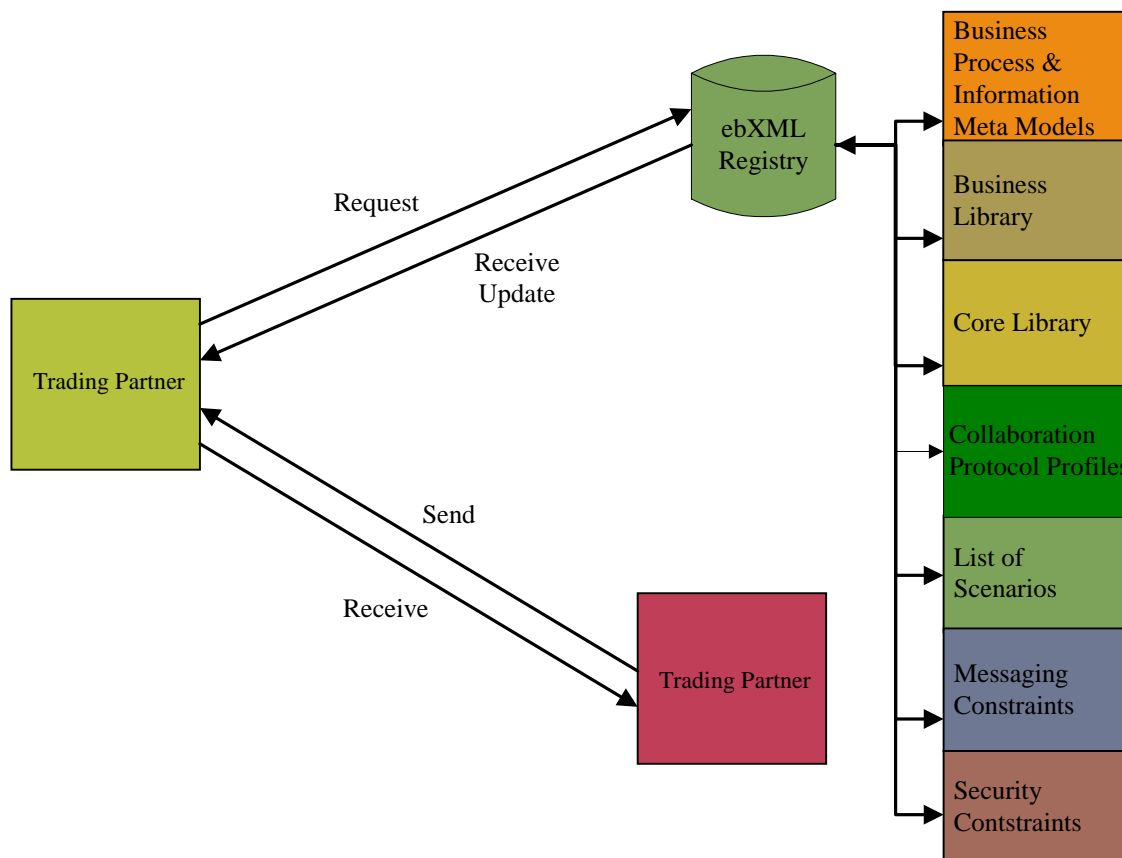 Business
Process &
Information
Meta Models
ebXML
Registry
Business
Library
Request
Receive
Update
Core Library
Trading Partner
Collaboration
Protocol Profiles
Send
List of
Scenarios
Receive
Trading Partner
Messaging
Constraints
Security
Contstraints